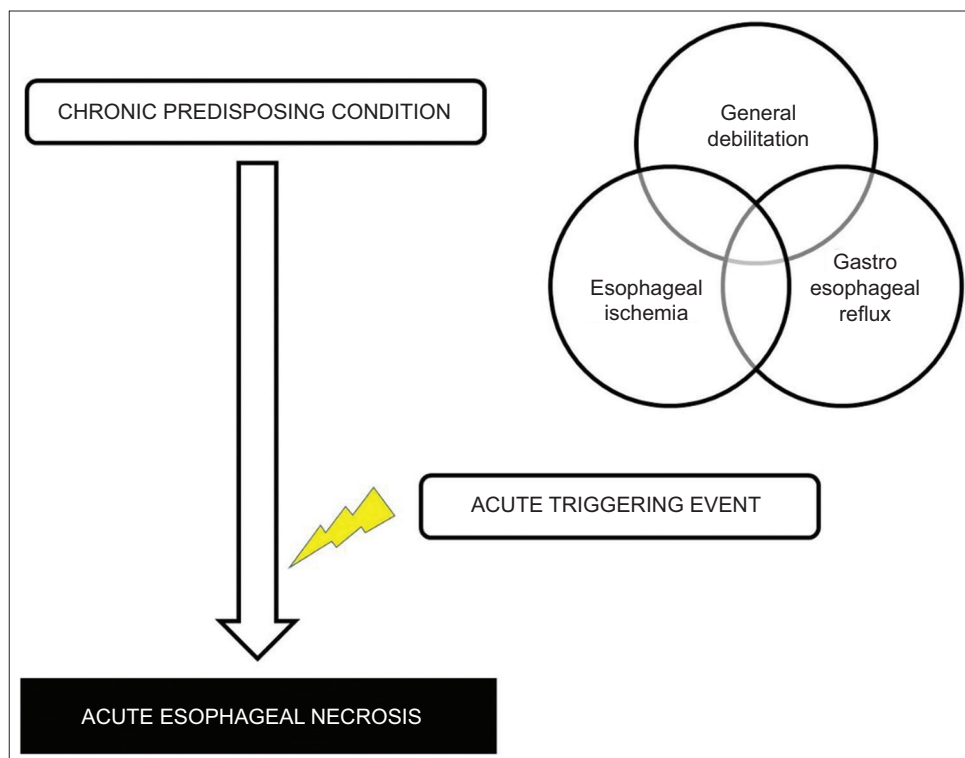 CHRONIC PREDISPOSING CONDITION
General
debilitation
Esophageal
ischemia
Gastro
esophageal
reflux
ACUTE TRIGGERING EVENT
ACUTE ESOPHAGEAL NECROSIS